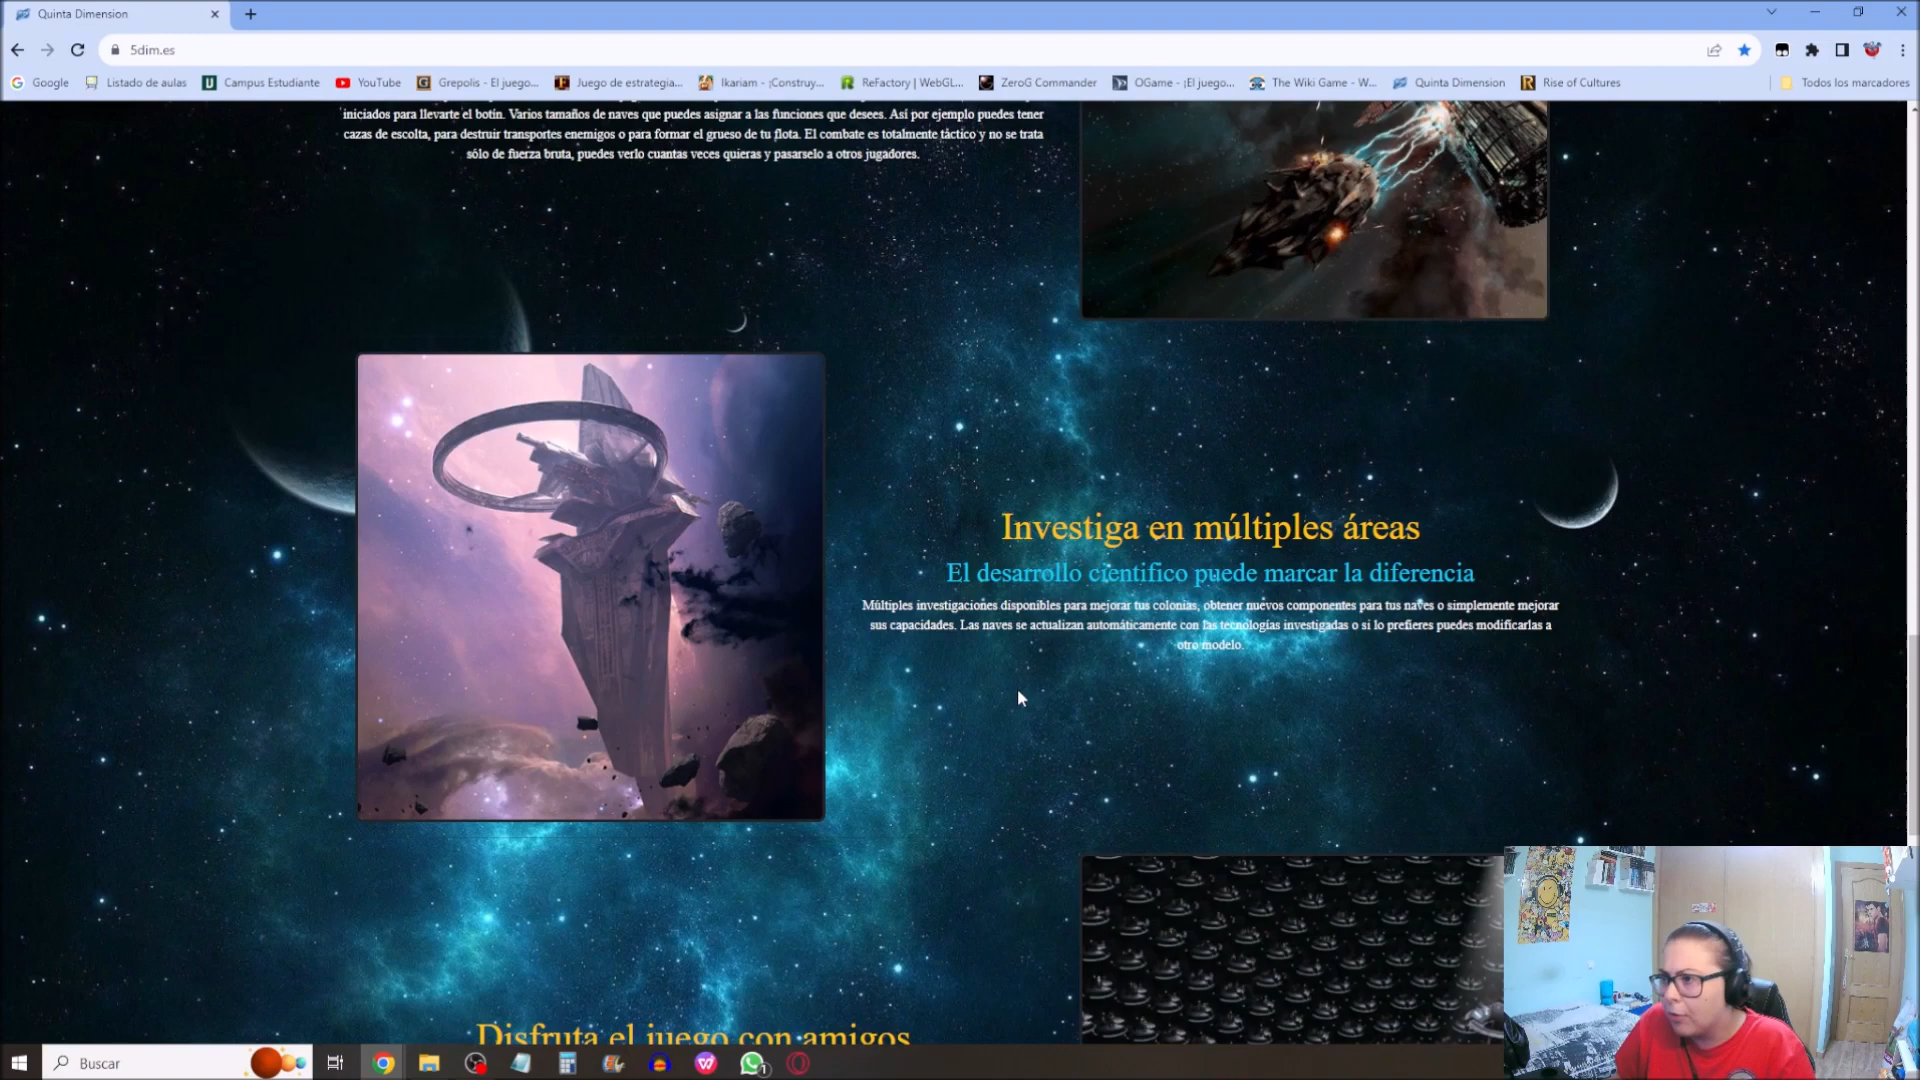 Quinta Dimension
5dim.es
Google
Listado de aulas
Campus Estudiante
YouTube
Grepolis - El juego...
Juego de estrategia...
Ikariam - ¡Construy...
ReFactory | WebGL...
ZeroG Commander
OGame - ¡El juego...
The Wiki Game - W...
Quinta Dimension
Rise of Cultures
Todos los marcadores
iniciados para llevarte el botín. Varios tamaños de naves que puedes asignar a las funciones que desees. Así por ejemplo puedes tener
cazas de escolta, para destruir transportes enemigos o para formar el grueso de tu flota. El combate es totalmente táctico y no se trata
sólo de fuerza bruta, puedes verlo cuantas veces quieras y pasarselo a otros jugadores.
Investiga en múltiples áreas
El desarrollo cientifico puede marcar la diferencia
Múltiples investigaciones disponibles para mejorar tus colonias, obtener nuevos componentes para tus naves o simplemente mejorar
sus capacidades. Las naves se actualizan automáticamente con las tecnologías investigadas o si lo prefieres puedes modificarlas a
otro modelo.
Disfruta el juego con amigos
Buscar
1